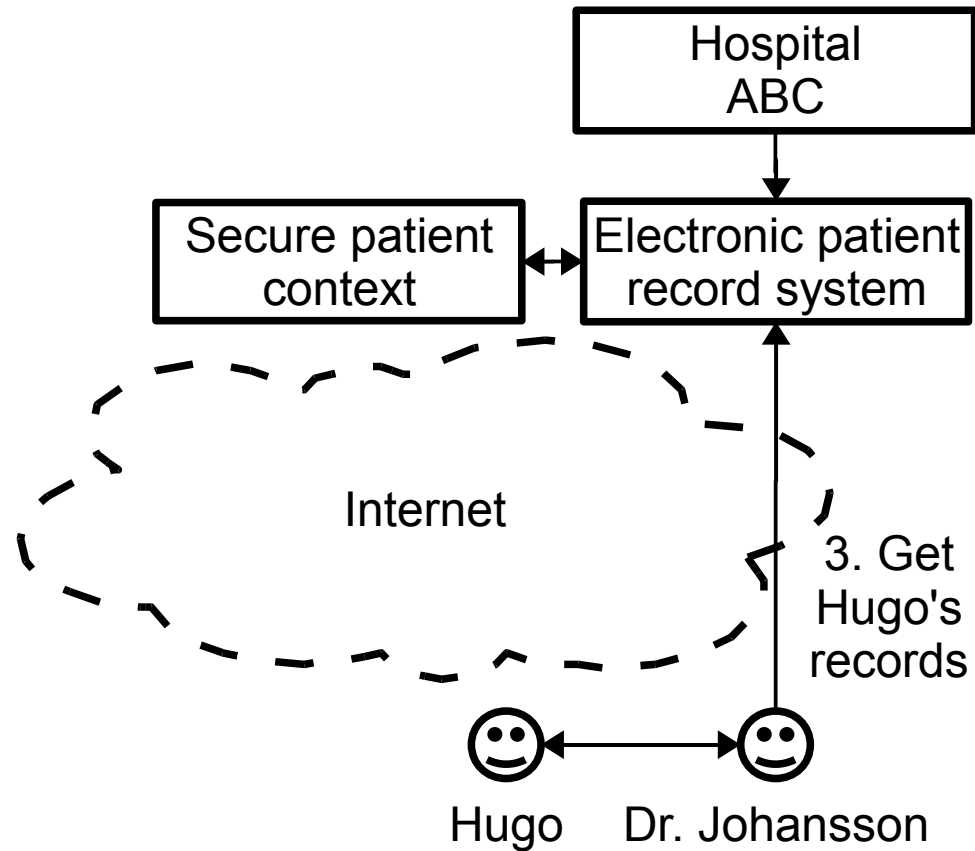 Hospital
ABC
Secure patient
context
Electronic patient
record system
Internet
3. Get
Hugo's
records
Hugo
Dr. Johansson